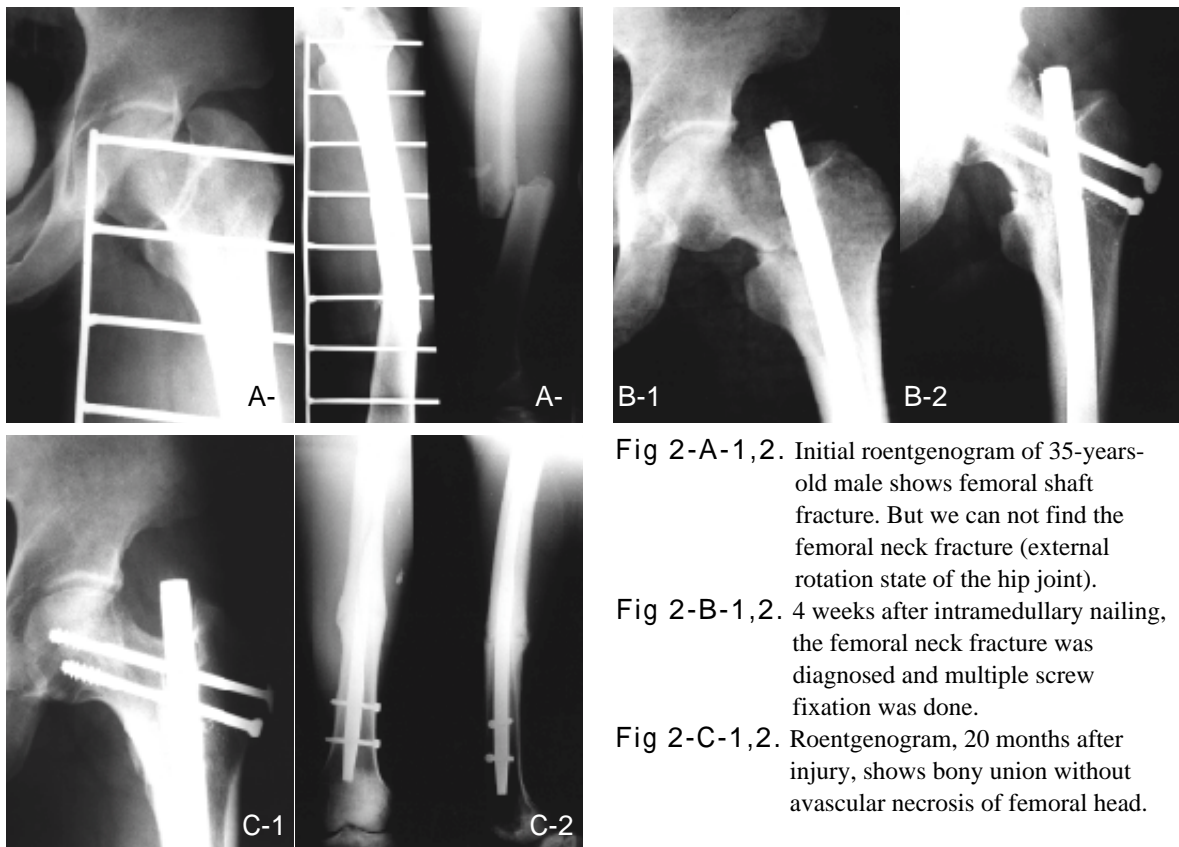 A-
A-
B-1
B-2
C-1
C-2
Fig 2-A-1,2. Initial roentgenogram of 35-years-
old male shows femoral shaft
fracture. But we can not find the
femoral neck fracture (external
rotation state of the hip joint).
Fig 2-B-1,2. 4 weeks after intramedullary nailing,
the femoral neck fracture was
diagnosed and multiple screw
fixation was done.
Fig 2-C-1,2. Roentgenogram, 20 months after
injury, shows bony union without
avascular necrosis of femoral head.